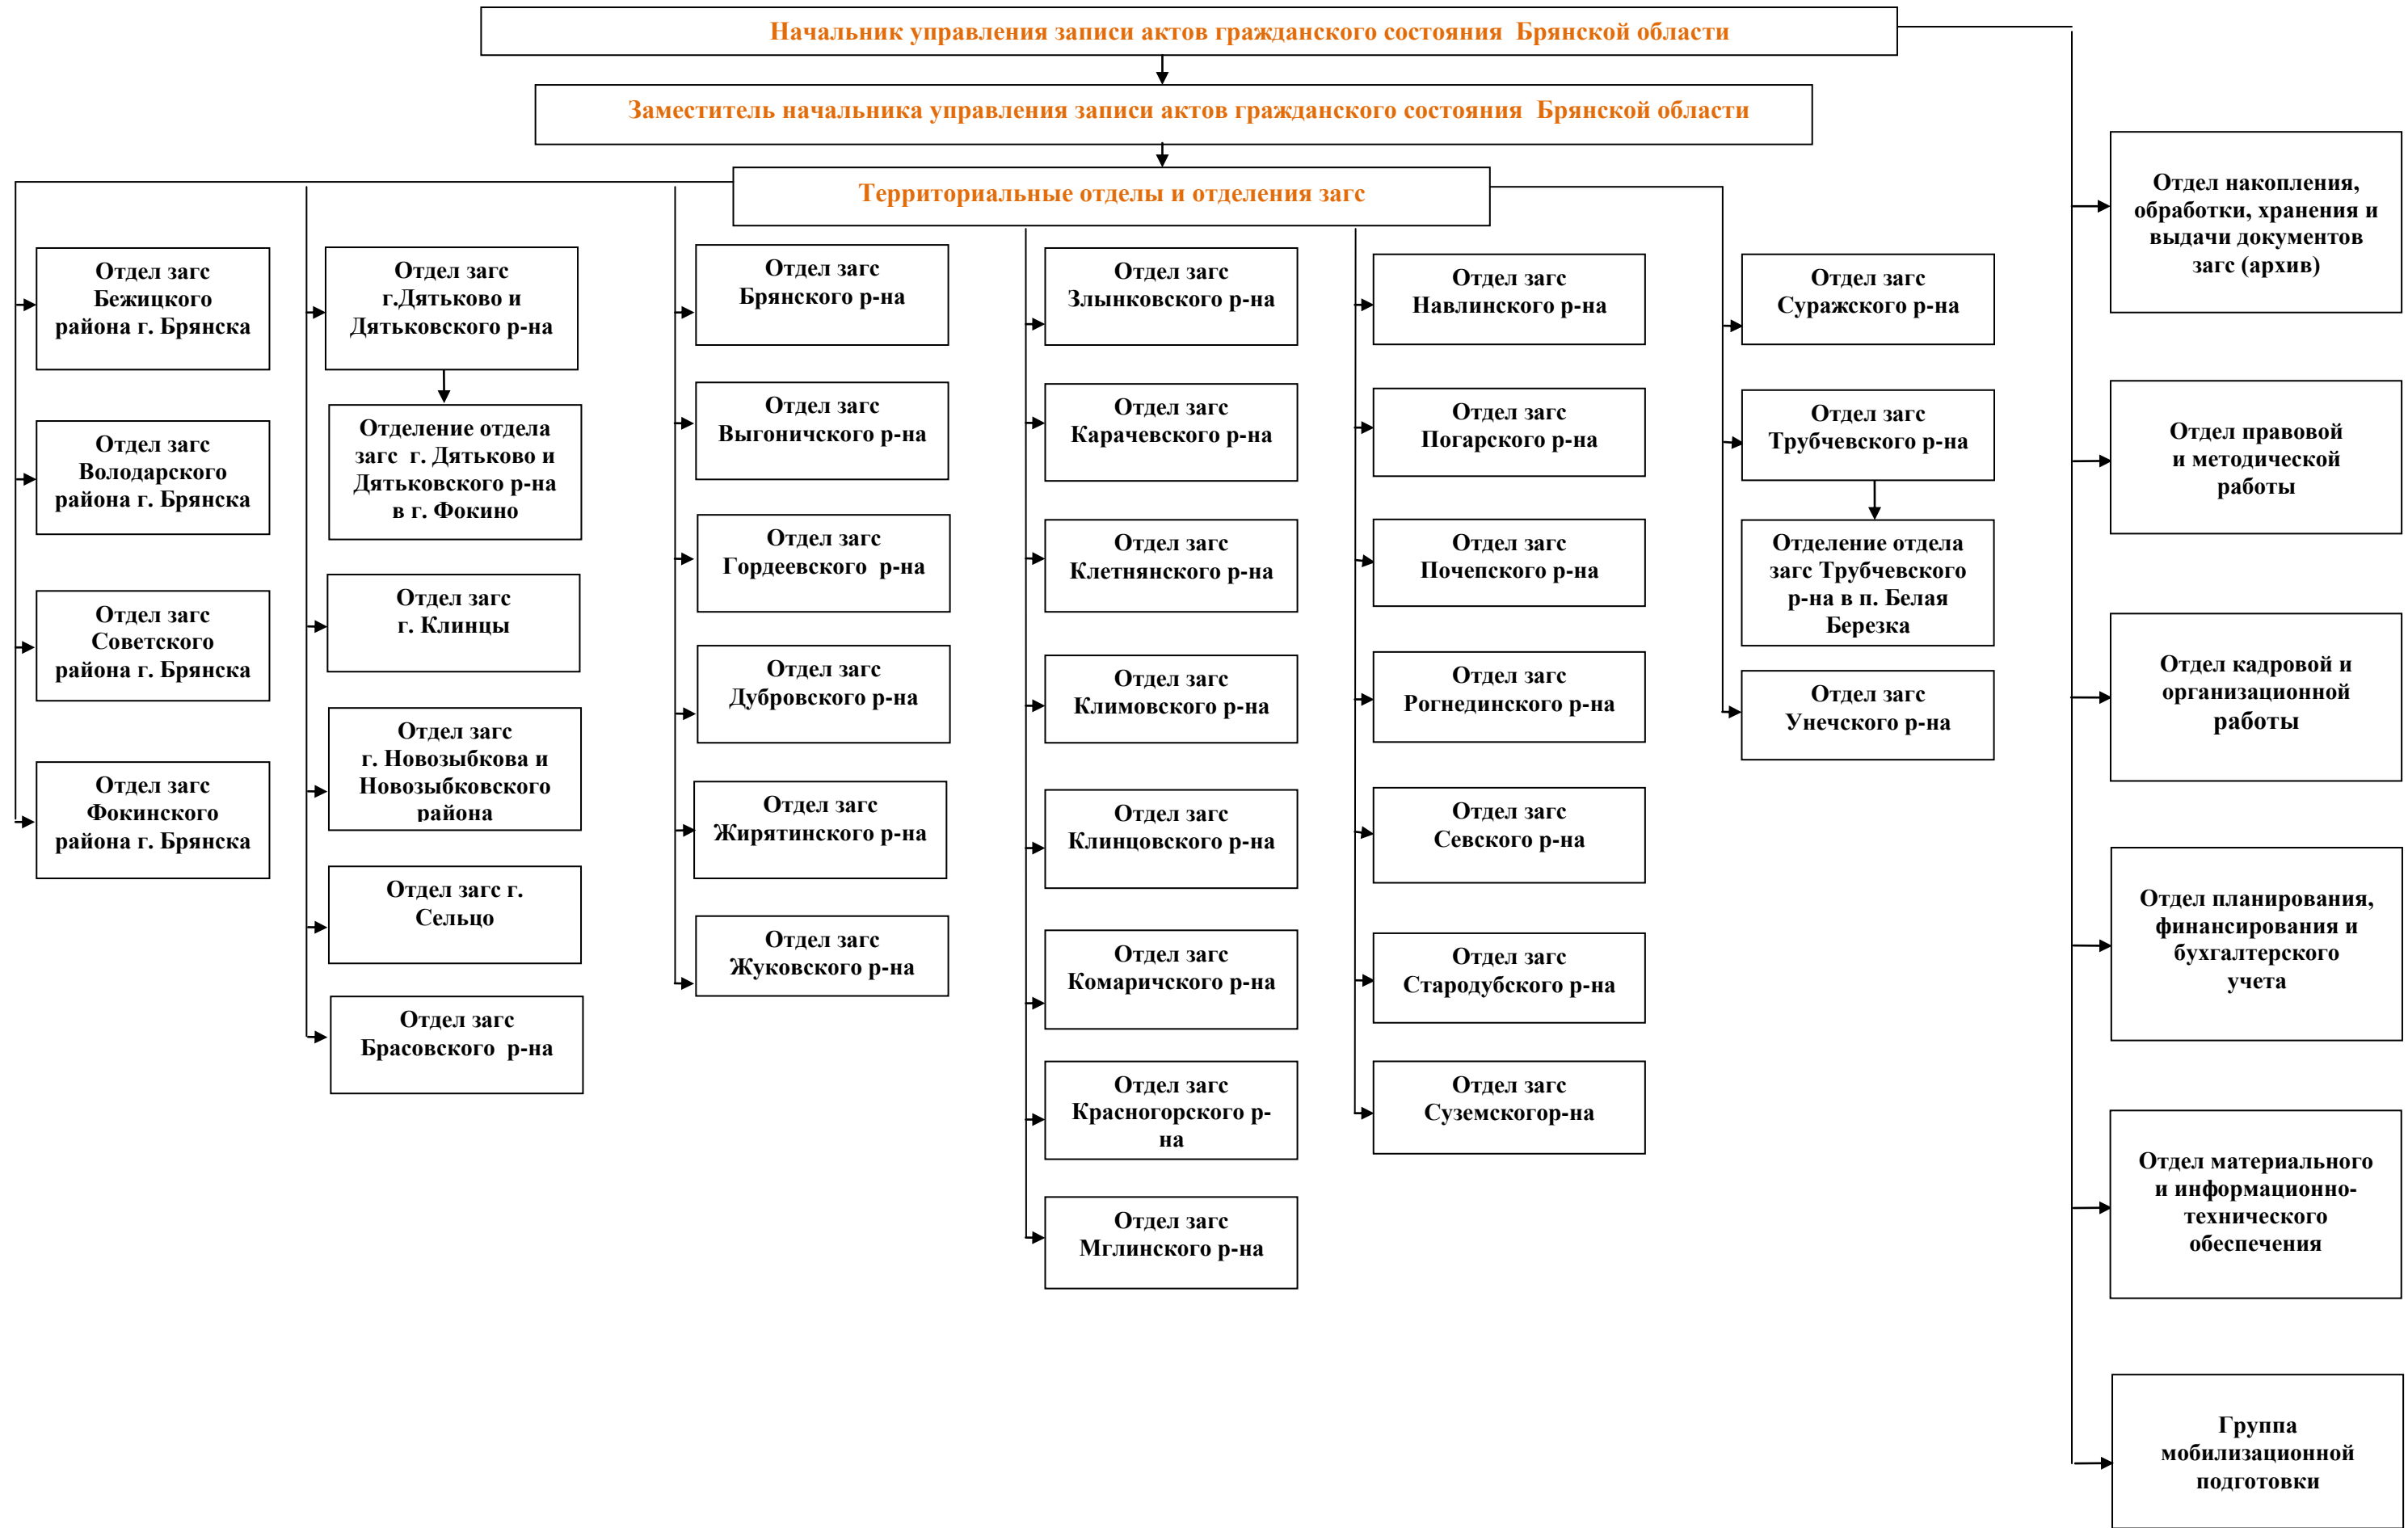 Начальник управления записи актов гражданского состояния Брянской области
Заместитель начальника управления записи актов гражданского состояния Брянской области
Территориальные отделы и отделения загс
Отдел загс
Бежицкого
района г. Брянска
Отдел загс
Володарского
района г. Брянска
Отдел загс
Советского
района г. Брянска
Отдел загс
Фокинского
района г. Брянска
Отдел загс
г.Дятьково и
Дятьковского р-на
Отделение отдела
загс г. Дятьково и
Дятьковского р-на
в г. Фокино
Отдел загс
г. Клинцы
Отдел загс
г. Новозыбкова и
Новозыбковского
района
Отдел загс г.
Сельцо
Отдел загс
Брасовского р-на
Отдел загс
Брянского р-на
Отдел загс
Выгоничского р-на
Отдел загс
Гордеевского р-на
Отдел загс
Дубровского р-на
Отдел загс
Жирятинского р-на
Отдел загс
Жуковского р-на
Отдел загс
Злынковского р-на
Отдел загс
Карачевского р-на
Отдел загс
Клетнянского р-на
Отдел загс
Климовского р-на
Отдел загс
Клинцовского р-на
Отдел загс
Комаричского р-на
Отдел загс
Красногорского р-
на
Отдел загс
Мглинского р-на
Отдел загс
Навлинского р-на
Отдел загс
Погарского р-на
Отдел загс
Почепского р-на
Отдел загс
Рогнединского р-на
Отдел загс
Севского р-на
Отдел загс
Стародубского р-на
Отдел загс
Суземскогор-на
Отдел загс
Суражского р-на
Отдел загс
Трубчевского р-на
Отделение отдела
загс Трубчевского
р-на в п. Белая
Березка
Отдел загс
Унечского р-на
Отдел накопления,
обработки, хранения и
выдачи документов
загс (архив)
Отдел правовой
и методической
работы
Отдел кадровой и
организационной
работы
Отдел планирования,
финансирования и
бухгалтерского
учета
Отдел материального
и информационно-
технического
обеспечения
Группа
мобилизационной
подготовки